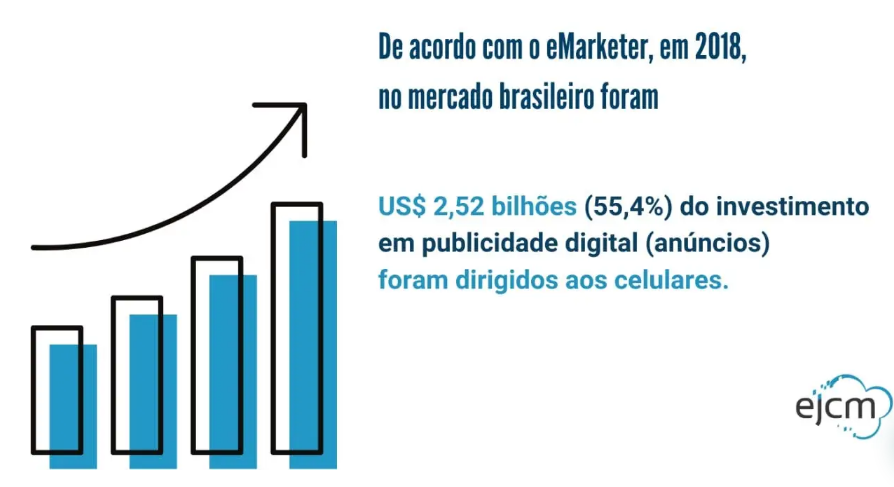 De acordo com o eMarketer, em 2018,
no mercado brasileiro foram
US$ 2,52 bilhões (55,4%) do investimento
em publicidade digital (anúncios)
foram dirigidos aos celulares.
ejcm